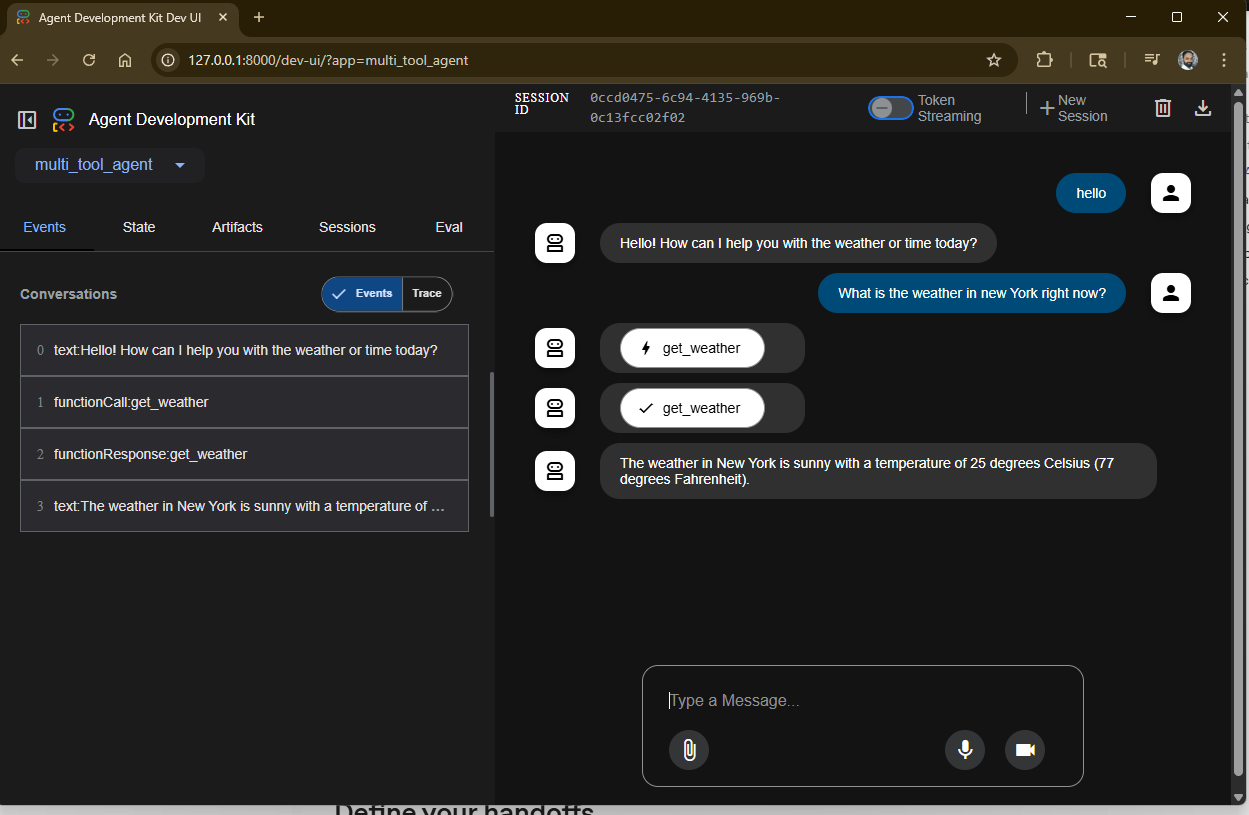 Agent Development Kit Dev UI
127.0.0.1:8000/dev-ui/?app=multi_tool_agent
Agent Development Kit
multi_tool_agent
Events State Artifacts Sessions Eval
Conversations
Events Trace
0 text:Hello! How can I help you with the weather or time today?
1 functionCall:get_weather
2 functionResponse:get_weather
3 text:The weather in New York is sunny with a temperature of ...
SESSION
ID
0ccd0475-6c94-4135-969b-
0c13fcc02f02
Token
Streaming
New
Session
hello
Hello! How can I help you with the weather or time today?
What is the weather in new York right now?
get_weather
get_weather
The weather in New York is sunny with a temperature of 25 degrees Celsius (77
degrees Fahrenheit).
Type a Message...
Define your handoffs